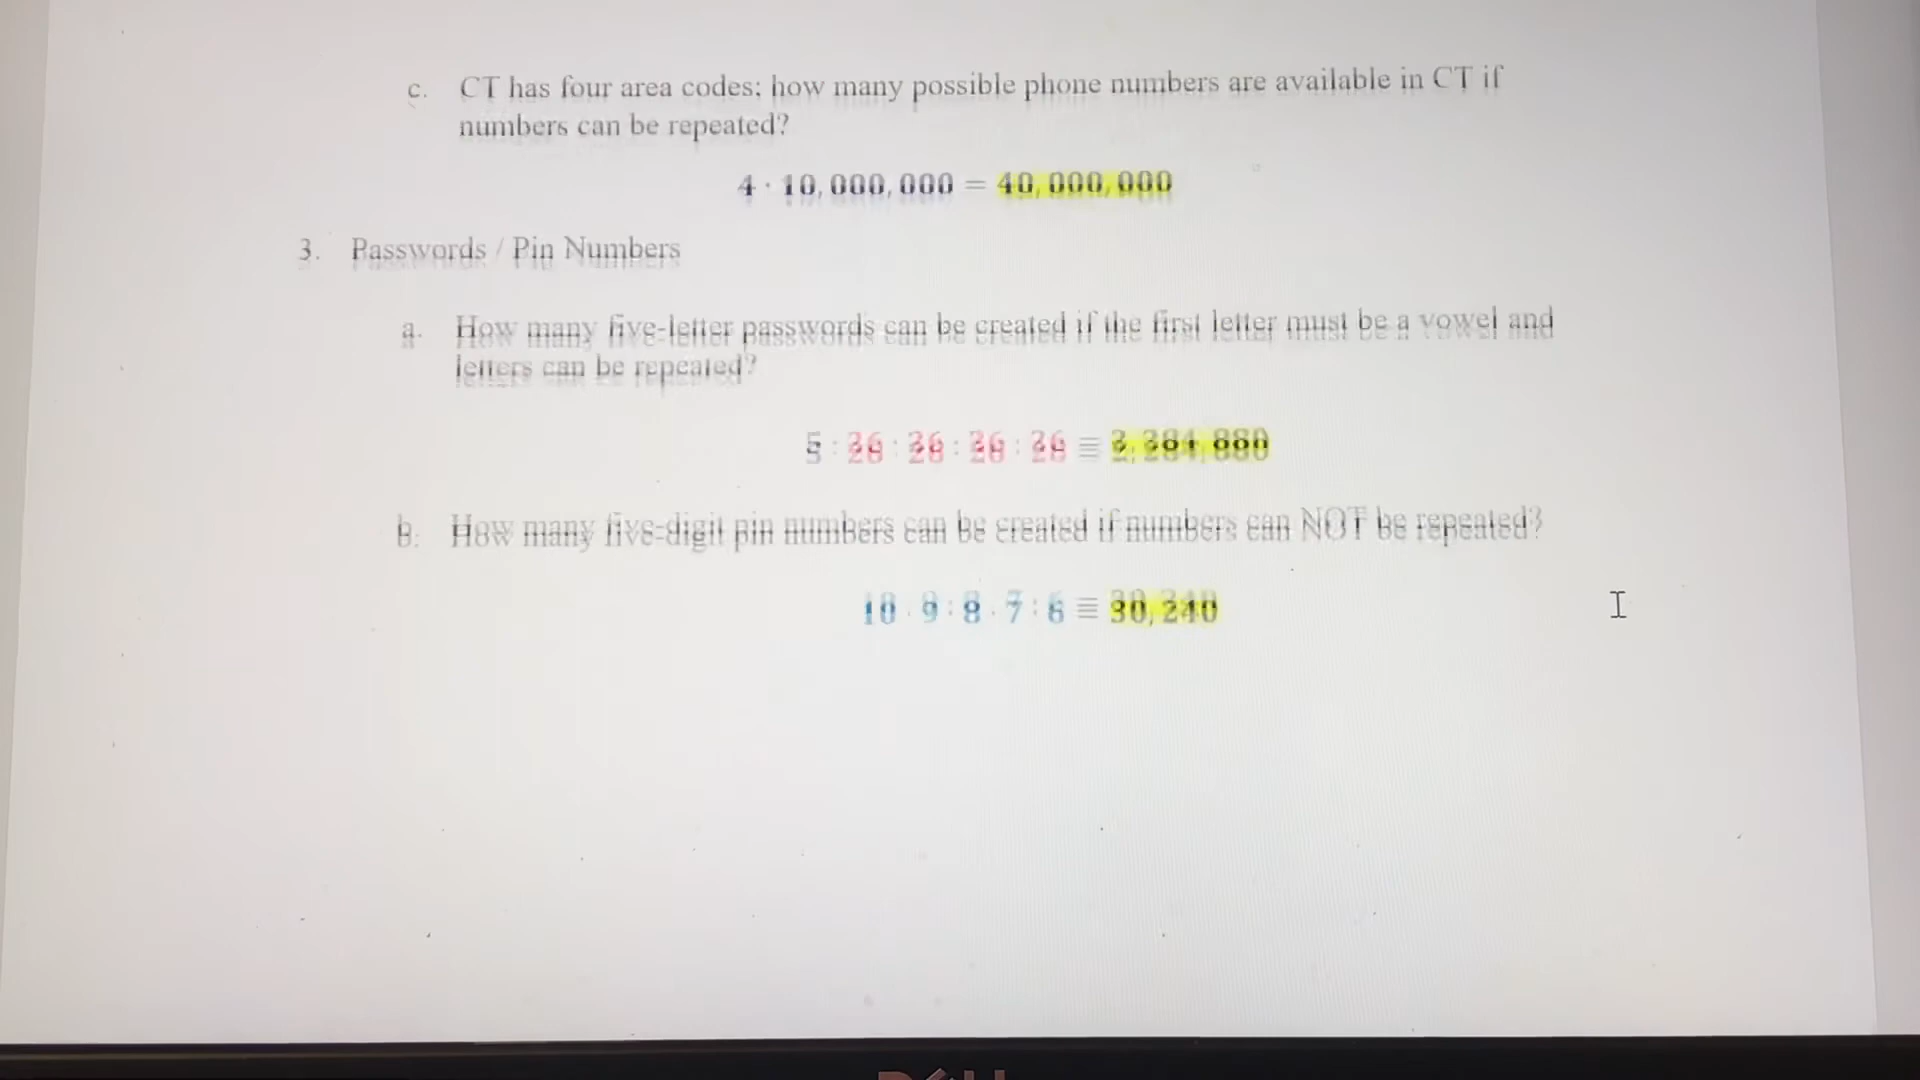 c. CT has four area codes; how many possible phone numbers are available in CT if
numbers can be repeated?
4 · 10,000,000 = 40,000,000
3. Passwords / Pin Numbers
a. How many five-letter passwords can be created if the first letter must be a vowel and
letters can be repeated?
5 · 26 · 26 · 26 · 26 = 2,284,880
b. How many five-digit pin numbers can be created if numbers can NOT be repeated?
10 · 9 · 8 · 7 · 6 = 30,240
DELL